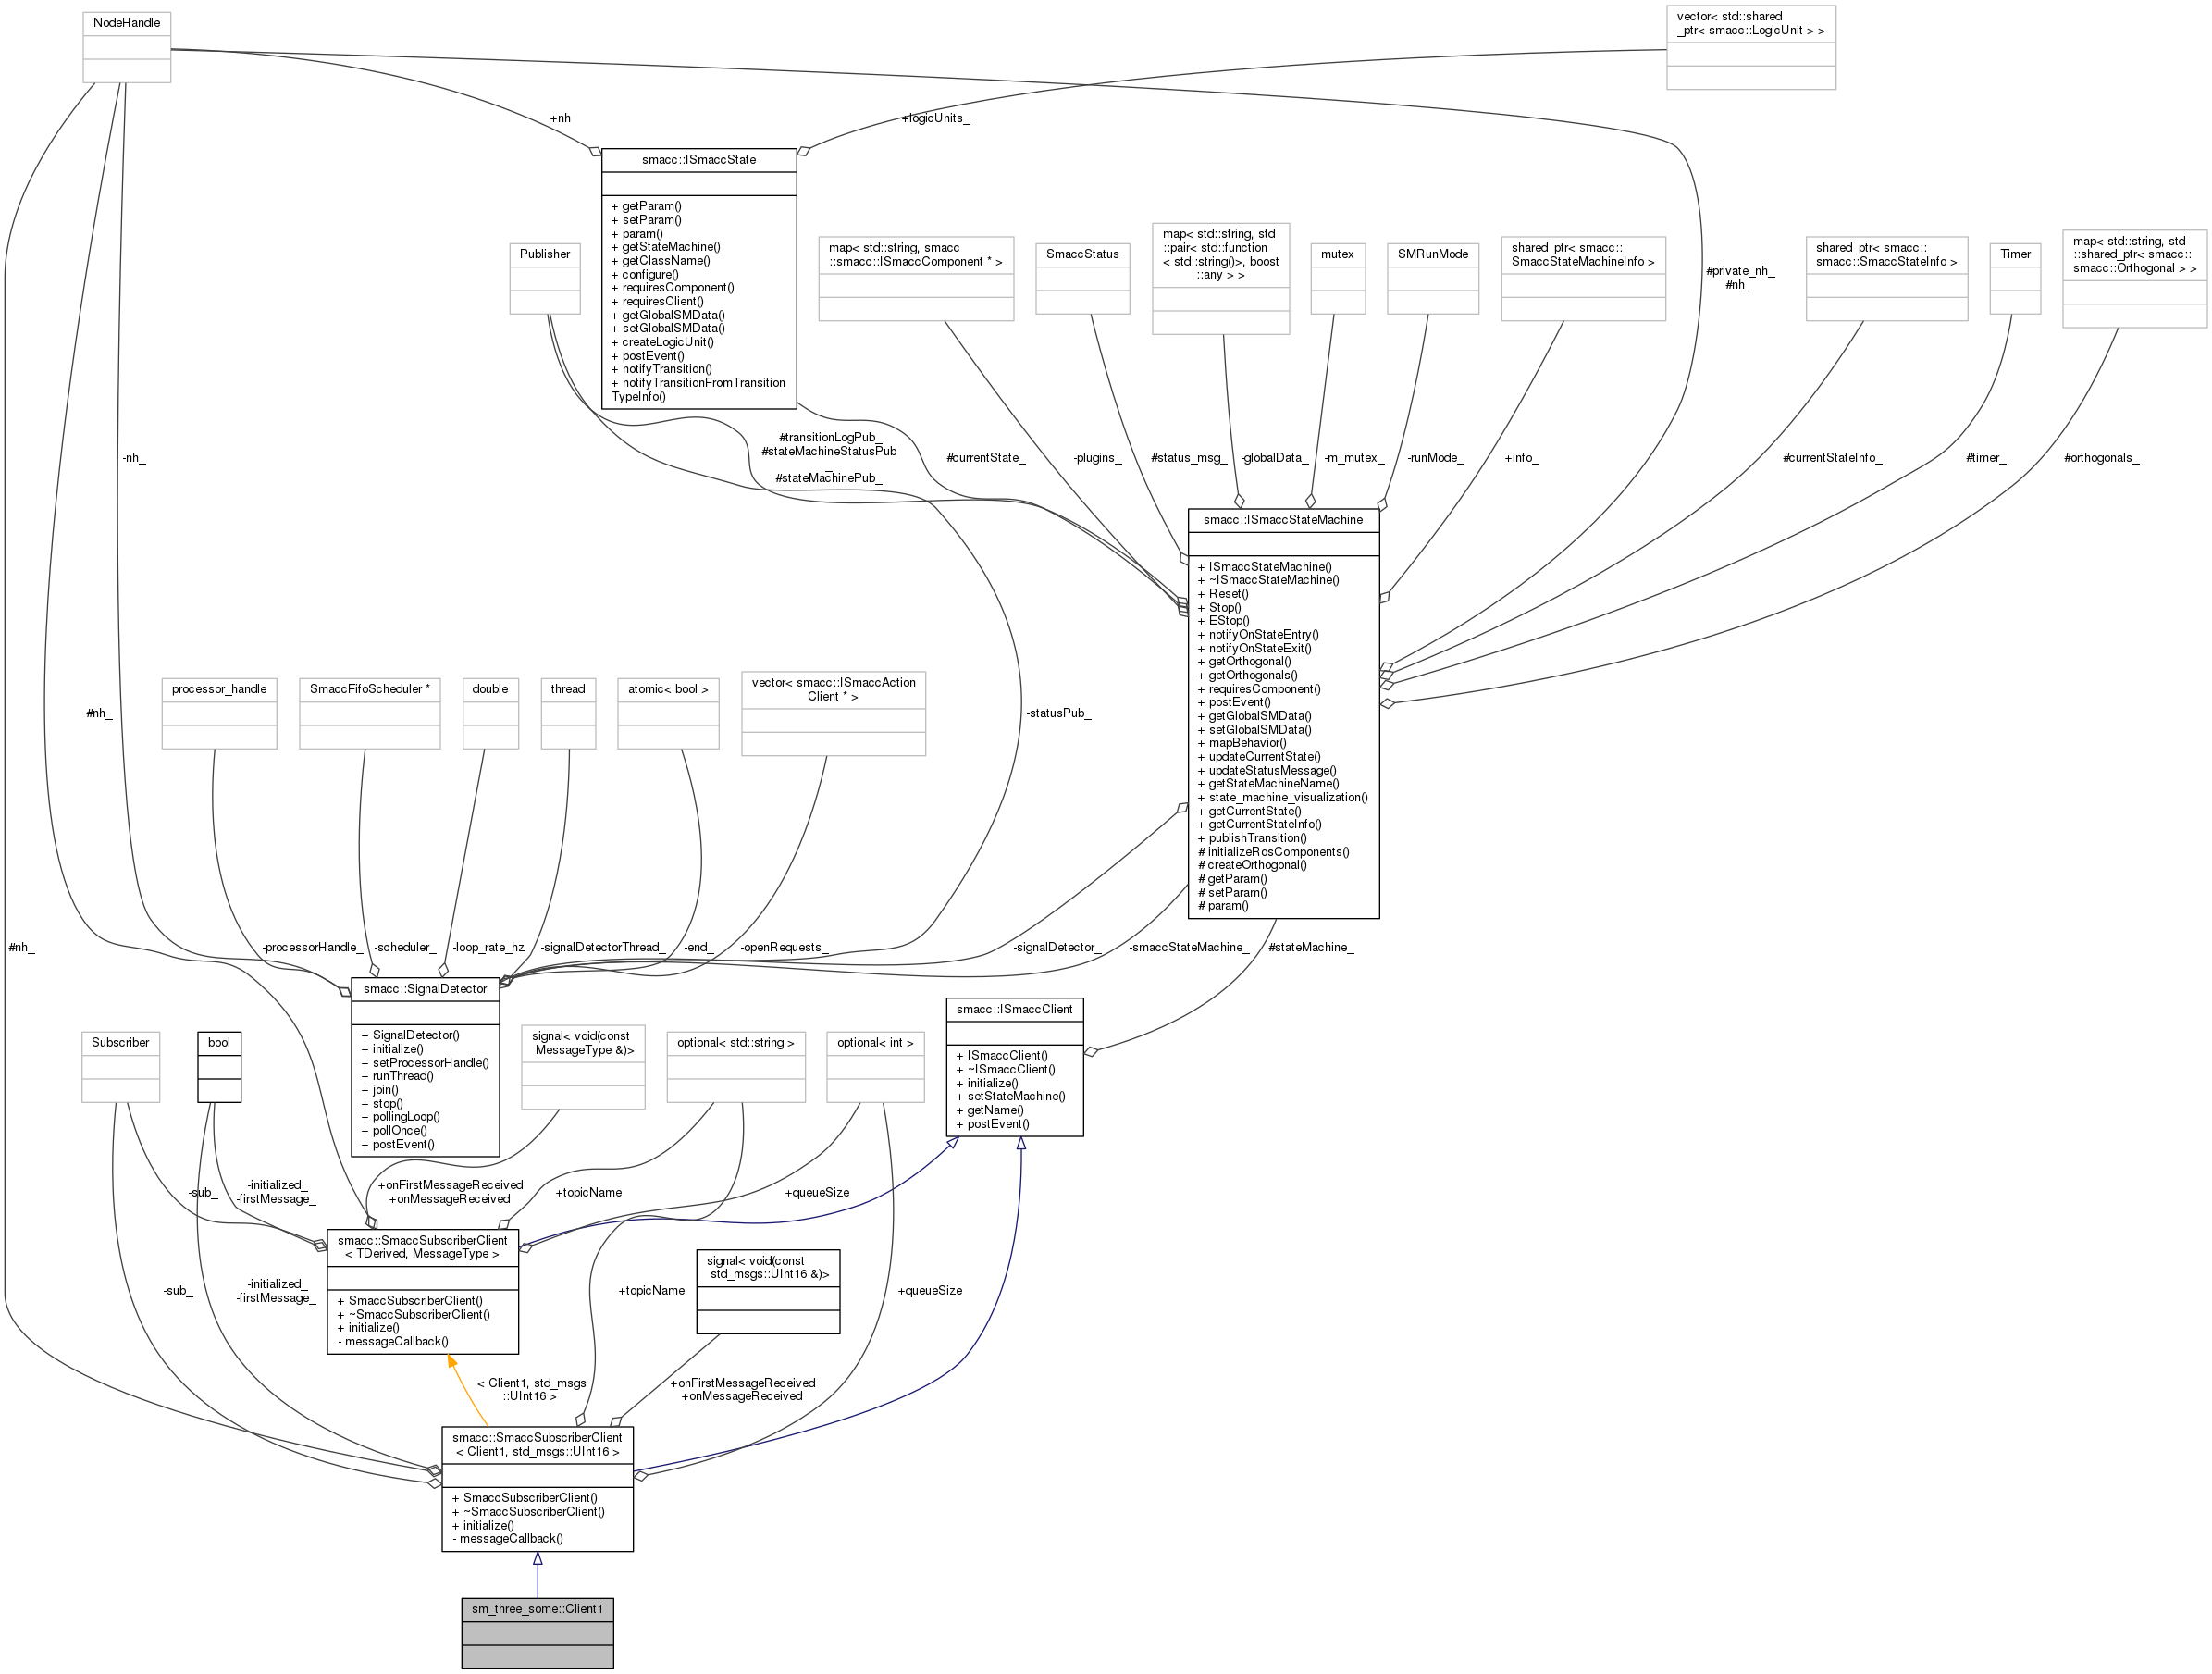 NodeHandle
vector< std::shared
_ptr< smacc::LogicUnit > >
+nh
+logicUnits_
smacc::ISmaccState
+ getParam()
+ setParam()
+ param()
+ getStateMachine()
+ getClassName()
+ configure()
+ requiresComponent()
+ requiresClient()
+ getGlobalSMData()
+ setGlobalSMData()
+ createLogicUnit()
+ postEvent()
+ notifyTransition()
+ notifyTransitionFromTransition
TypeInfo()
Publisher
map< std::string, smacc
::smacc::ISmaccComponent * >
SmaccStatus
map< std::string, std
::pair< std::function
< std::string()>, boost
::any > >
mutex
SMRunMode
shared_ptr< smacc::
SmaccStateMachineInfo >
#private_nh_
#nh_
shared_ptr< smacc::
smacc::SmaccStateInfo >
Timer
map< std::string, std
::shared_ptr< smacc::
smacc::Orthogonal > >
-nh_
#transitionLogPub_
#stateMachineStatusPub
_
#stateMachinePub_
#currentState_
-plugins_
#status_msg_
-globalData_
-m_mutex_
-runMode_
+info_
#currentStateInfo_
#timer_
#orthogonals_
smacc::ISmaccStateMachine
+ ISmaccStateMachine()
+ ~ISmaccStateMachine()
+ Reset()
+ Stop()
+ EStop()
+ notifyOnStateEntry()
+ notifyOnStateExit()
+ getOrthogonal()
+ getOrthogonals()
+ requiresComponent()
+ postEvent()
+ getGlobalSMData()
+ setGlobalSMData()
+ mapBehavior()
+ updateCurrentState()
+ updateStatusMessage()
+ getStateMachineName()
+ state_machine_visualization()
+ getCurrentState()
+ getCurrentStateInfo()
+ publishTransition()
# initializeRosComponents()
# createOrthogonal()
# getParam()
# setParam()
# param()
#nh_
processor_handle
SmaccFifoScheduler *
double
thread
atomic< bool >
vector< smacc::ISmaccAction
Client * >
-statusPub_
#nh_
-processorHandle_
-scheduler_
-loop_rate_hz_
-signalDetectorThread_
-end_
-openRequests_
-signalDetector_
-smaccStateMachine_
#stateMachine_
smacc::SignalDetector
+ SignalDetector()
+ initialize()
+ setProcessorHandle()
+ runThread()
+ join()
+ stop()
+ pollingLoop()
+ pollOnce()
+ postEvent()
smacc::ISmaccClient
+ ISmaccClient()
+ ~ISmaccClient()
+ initialize()
+ setStateMachine()
+ getName()
+ postEvent()
Subscriber
bool
signal< void(const
MessageType &)>
optional< std::string >
optional< int >
-sub_
-initialized_
-firstMessage_
+onFirstMessageReceived
+onMessageReceived
+topicName
+queueSize
smacc::SmaccSubscriberClient
< TDerived, MessageType >
+ SmaccSubscriberClient()
+ ~SmaccSubscriberClient()
+ initialize()
- messageCallback()
signal< void(const
std_msgs::UInt16 &)>
-sub_
-initialized_
-firstMessage_
+topicName
+queueSize
< Client1, std_msgs
::UInt16 >
+onFirstMessageReceived
+onMessageReceived
smacc::SmaccSubscriberClient
< Client1, std_msgs::UInt16 >
+ SmaccSubscriberClient()
+ ~SmaccSubscriberClient()
+ initialize()
- messageCallback()
sm_three_some::Client1